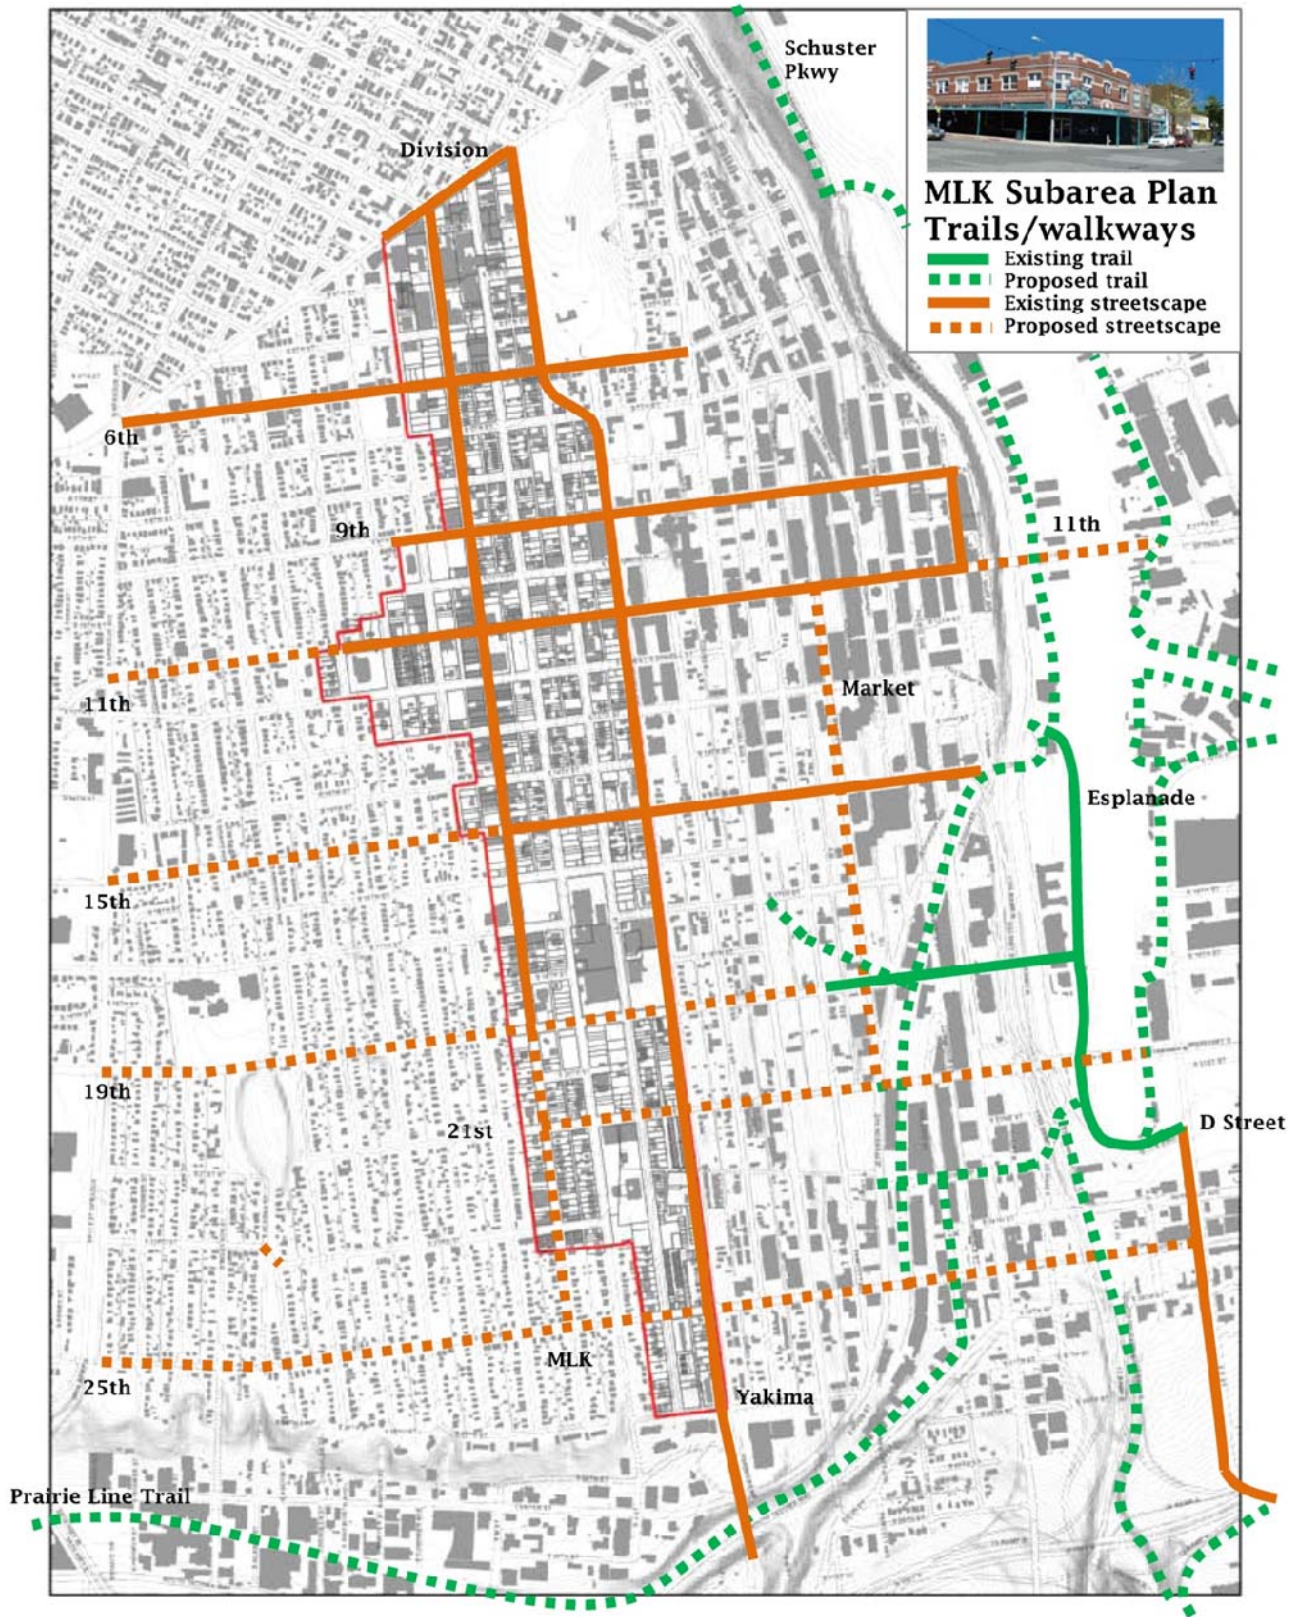 Schuster
Pkwy
Division
MLK Subarea Plan
Trails/walkways
Existing trail
Proposed trail
Existing streetscape
Proposed streetscape
6th
9th
11th
Market
11th
Esplanade
15th
19th
21st
D Street
MLK
25th
Yakima
Prairie Line Trail